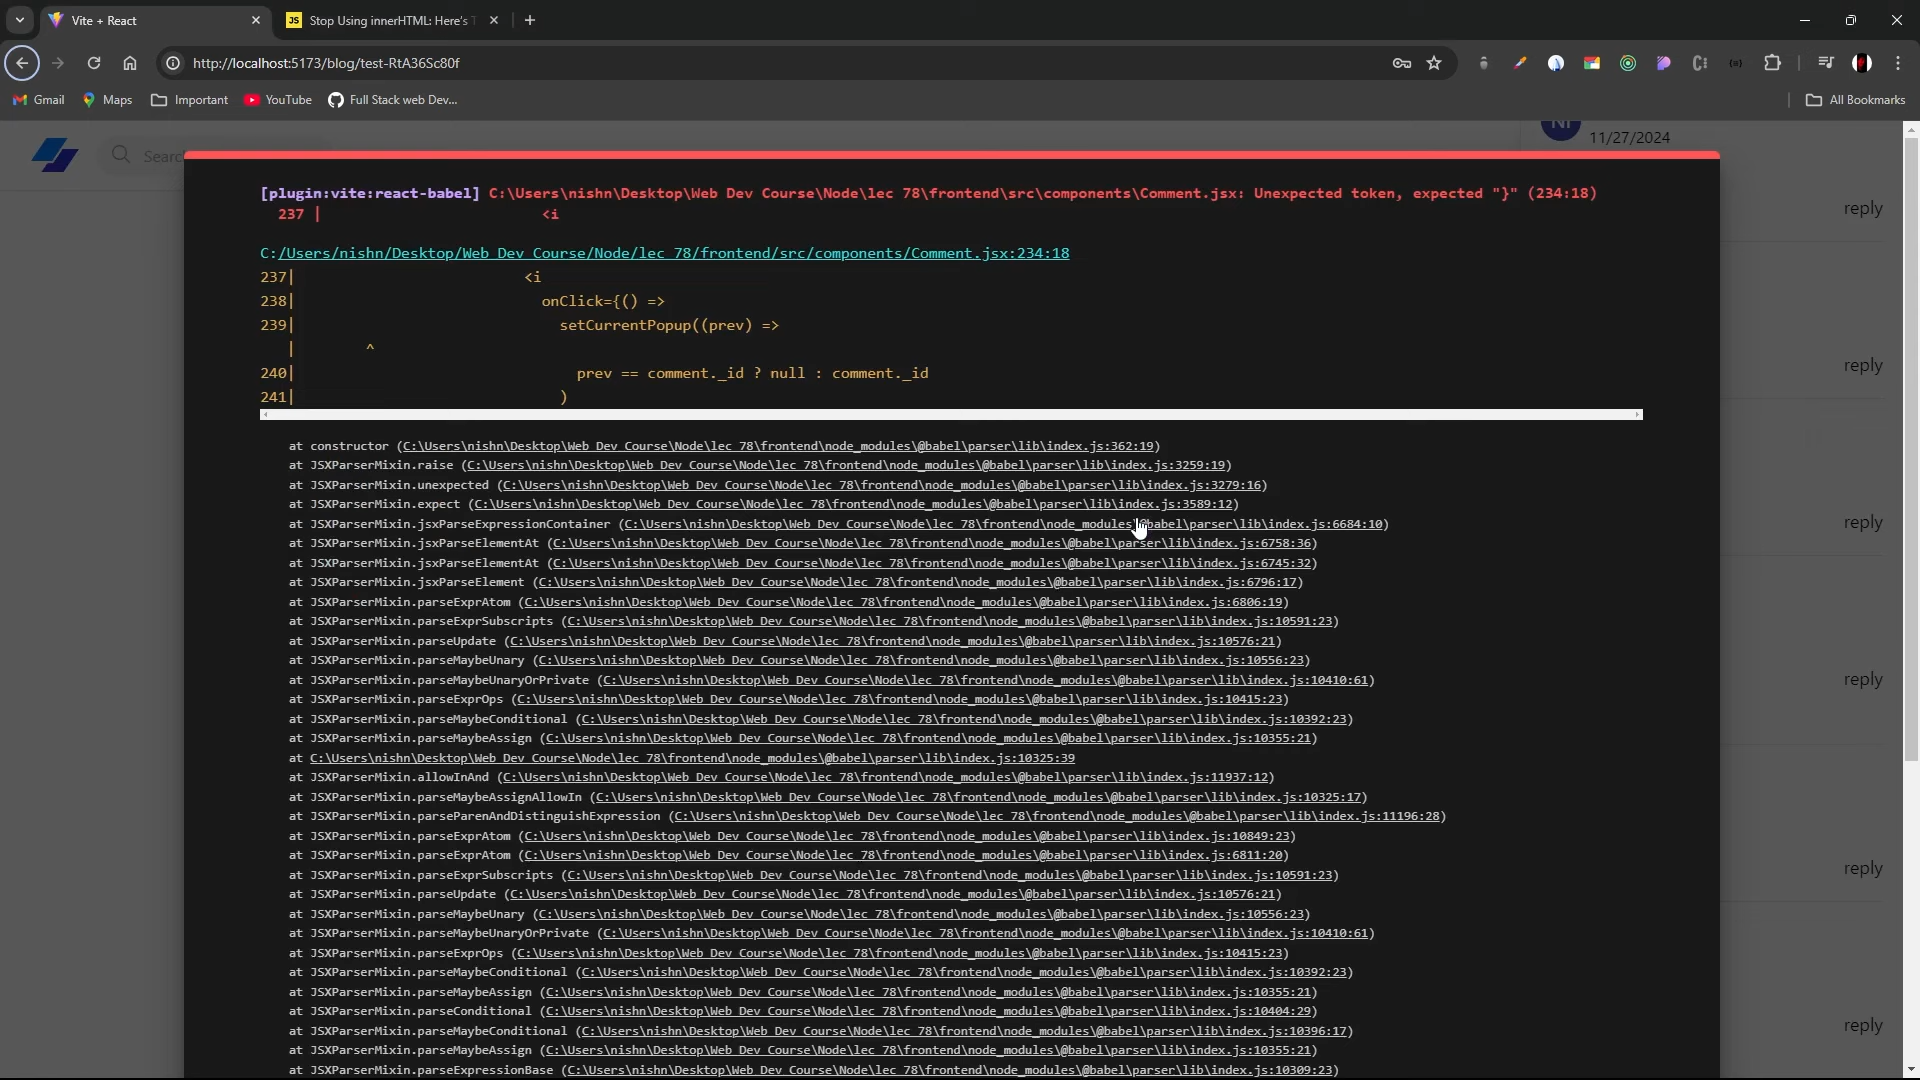 Vite + React
JS Stop Using innerHTML: Here's T
http://localhost:5173/blog/test-RtA36Sc80f
Gmail Maps Important YouTube Full Stack web Dev... All Bookmarks
Search
11/27/2024
[plugin:vite:react-babel] C:\Users\nishn\Desktop\Web Dev Course\Node\lec 78\frontend\src\components\Comment.jsx: Unexpected token, expected "}" (234:18)
237 | <i
reply
C:/Users/nishn/Desktop/Web Dev Course/Node/lec 78/frontend/src/components/Comment.jsx:234:18
237| <i
238| onClick={() =>
239| setCurrentPopup((prev) =>
| ^
reply
240| prev == comment._id ? null : comment._id
241| )
at constructor (C:\Users\nishn\Desktop\Web Dev Course\Node\lec 78\frontend\node_modules\@babel\parser\lib\index.js:362:19)
at JSXParserMixin.raise (C:\Users\nishn\Desktop\Web Dev Course\Node\lec 78\frontend\node_modules\@babel\parser\lib\index.js:3259:19)
at JSXParserMixin.unexpected (C:\Users\nishn\Desktop\Web Dev Course\Node\lec 78\frontend\node_modules\@babel\parser\lib\index.js:3279:16)
at JSXParserMixin.expect (C:\Users\nishn\Desktop\Web Dev Course\Node\lec 78\frontend\node_modules\@babel\parser\lib\index.js:3589:12)
at JSXParserMixin.jsxParseExpressionContainer (C:\Users\nishn\Desktop\Web Dev Course\Node\lec 78\frontend\node_modules\@babel\parser\lib\index.js:6684:10)
reply
at JSXParserMixin.jsxParseElementAt (C:\Users\nishn\Desktop\Web Dev Course\Node\lec 78\frontend\node_modules\@babel\parser\lib\index.js:6758:36)
at JSXParserMixin.jsxParseElementAt (C:\Users\nishn\Desktop\Web Dev Course\Node\lec 78\frontend\node_modules\@babel\parser\lib\index.js:6745:32)
at JSXParserMixin.jsxParseElement (C:\Users\nishn\Desktop\Web Dev Course\Node\lec 78\frontend\node_modules\@babel\parser\lib\index.js:6796:17)
at JSXParserMixin.parseExprAtom (C:\Users\nishn\Desktop\Web Dev Course\Node\lec 78\frontend\node_modules\@babel\parser\lib\index.js:6806:19)
at JSXParserMixin.parseExprSubscripts (C:\Users\nishn\Desktop\Web Dev Course\Node\lec 78\frontend\node_modules\@babel\parser\lib\index.js:10591:23)
at JSXParserMixin.parseUpdate (C:\Users\nishn\Desktop\Web Dev Course\Node\lec 78\frontend\node_modules\@babel\parser\lib\index.js:10576:21)
at JSXParserMixin.parseMaybeUnary (C:\Users\nishn\Desktop\Web Dev Course\Node\lec 78\frontend\node_modules\@babel\parser\lib\index.js:10556:23)
at JSXParserMixin.parseMaybeUnaryOrPrivate (C:\Users\nishn\Desktop\Web Dev Course\Node\lec 78\frontend\node_modules\@babel\parser\lib\index.js:10410:61)
reply
at JSXParserMixin.parseExprOps (C:\Users\nishn\Desktop\Web Dev Course\Node\lec 78\frontend\node_modules\@babel\parser\lib\index.js:10415:23)
at JSXParserMixin.parseMaybeConditional (C:\Users\nishn\Desktop\Web Dev Course\Node\lec 78\frontend\node_modules\@babel\parser\lib\index.js:10392:23)
at JSXParserMixin.parseMaybeAssign (C:\Users\nishn\Desktop\Web Dev Course\Node\lec 78\frontend\node_modules\@babel\parser\lib\index.js:10355:21)
at C:\Users\nishn\Desktop\Web Dev Course\Node\lec 78\frontend\node_modules\@babel\parser\lib\index.js:10325:39
at JSXParserMixin.allowInAnd (C:\Users\nishn\Desktop\Web Dev Course\Node\lec 78\frontend\node_modules\@babel\parser\lib\index.js:11937:12)
at JSXParserMixin.parseMaybeAssignAllowIn (C:\Users\nishn\Desktop\Web Dev Course\Node\lec 78\frontend\node_modules\@babel\parser\lib\index.js:10325:17)
at JSXParserMixin.parseParenAndDistinguishExpression (C:\Users\nishn\Desktop\Web Dev Course\Node\lec 78\frontend\node_modules\@babel\parser\lib\index.js:11196:28)
at JSXParserMixin.parseExprAtom (C:\Users\nishn\Desktop\Web Dev Course\Node\lec 78\frontend\node_modules\@babel\parser\lib\index.js:10849:23)
at JSXParserMixin.parseExprAtom (C:\Users\nishn\Desktop\Web Dev Course\Node\lec 78\frontend\node_modules\@babel\parser\lib\index.js:6811:20)
reply
at JSXParserMixin.parseExprSubscripts (C:\Users\nishn\Desktop\Web Dev Course\Node\lec 78\frontend\node_modules\@babel\parser\lib\index.js:10591:23)
at JSXParserMixin.parseUpdate (C:\Users\nishn\Desktop\Web Dev Course\Node\lec 78\frontend\node_modules\@babel\parser\lib\index.js:10576:21)
at JSXParserMixin.parseMaybeUnary (C:\Users\nishn\Desktop\Web Dev Course\Node\lec 78\frontend\node_modules\@babel\parser\lib\index.js:10556:23)
at JSXParserMixin.parseMaybeUnaryOrPrivate (C:\Users\nishn\Desktop\Web Dev Course\Node\lec 78\frontend\node_modules\@babel\parser\lib\index.js:10410:61)
at JSXParserMixin.parseExprOps (C:\Users\nishn\Desktop\Web Dev Course\Node\lec 78\frontend\node_modules\@babel\parser\lib\index.js:10415:23)
at JSXParserMixin.parseMaybeConditional (C:\Users\nishn\Desktop\Web Dev Course\Node\lec 78\frontend\node_modules\@babel\parser\lib\index.js:10392:23)
at JSXParserMixin.parseMaybeAssign (C:\Users\nishn\Desktop\Web Dev Course\Node\lec 78\frontend\node_modules\@babel\parser\lib\index.js:10355:21)
at JSXParserMixin.parseConditional (C:\Users\nishn\Desktop\Web Dev Course\Node\lec 78\frontend\node_modules\@babel\parser\lib\index.js:10404:29)
reply
at JSXParserMixin.parseMaybeConditional (C:\Users\nishn\Desktop\Web Dev Course\Node\lec 78\frontend\node_modules\@babel\parser\lib\index.js:10396:17)
at JSXParserMixin.parseMaybeAssign (C:\Users\nishn\Desktop\Web Dev Course\Node\lec 78\frontend\node_modules\@babel\parser\lib\index.js:10355:21)
at JSXParserMixin.parseExpressionBase (C:\Users\nishn\Desktop\Web Dev Course\Node\lec 78\frontend\node_modules\@babel\parser\lib\index.js:10309:23)